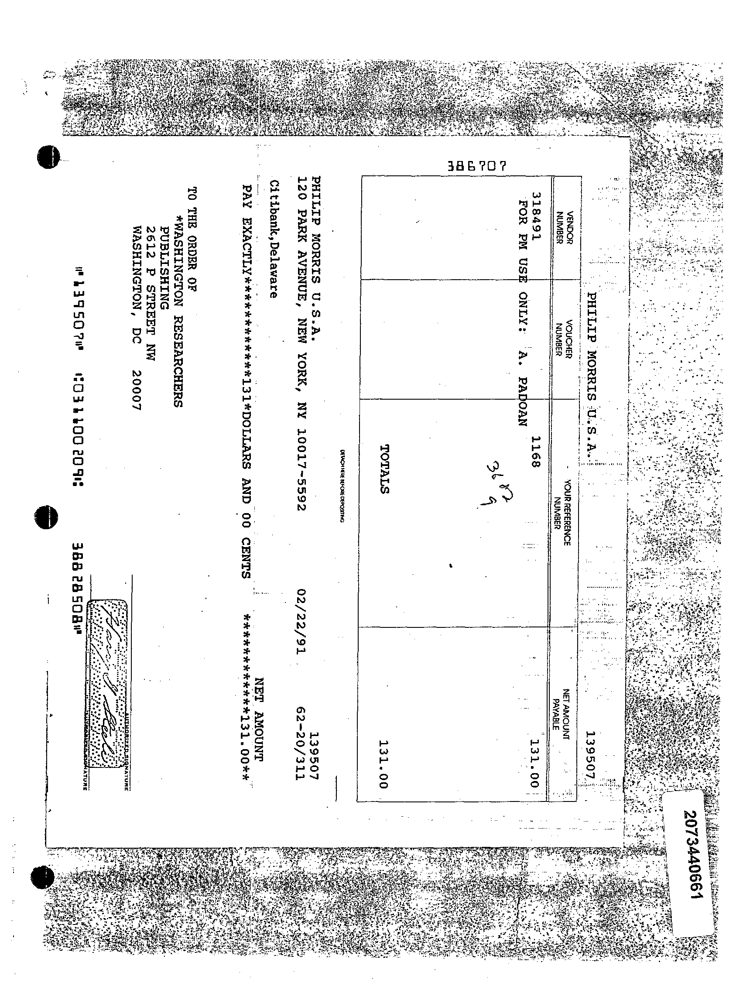 2073440661
PHILIP MORRIS U.S.A. 139507
VENDOR NUMBER VOUCHER NUMBER YOUR REFERENCE NUMBER NET AMOUNT PAYABLE
318491 1168 131.00
FOR PM USE ONLY: A. PADOAN
386707
TOTALS 131.00
DETACH HERE BEFORE DEPOSITING
139507
PHILIP MORRIS U.S.A.
120 PARK AVENUE, NEW YORK, NY 10017-5592 02/22/91 62-20/311
Citibank, Delaware
NET AMOUNT
PAY EXACTLY*************131*DOLLARS AND 00 CENTS *************131.00**
TO THE ORDER OF
*WASHINGTON RESEARCHERS
PUBLISHING
2612 P STREET NW
WASHINGTON, DC 20007
AUTHORIZED SIGNATURE
AUTHORIZED SIGNATURE
⑈139507⑈ ⑆031100209⑆ 38828508⑈